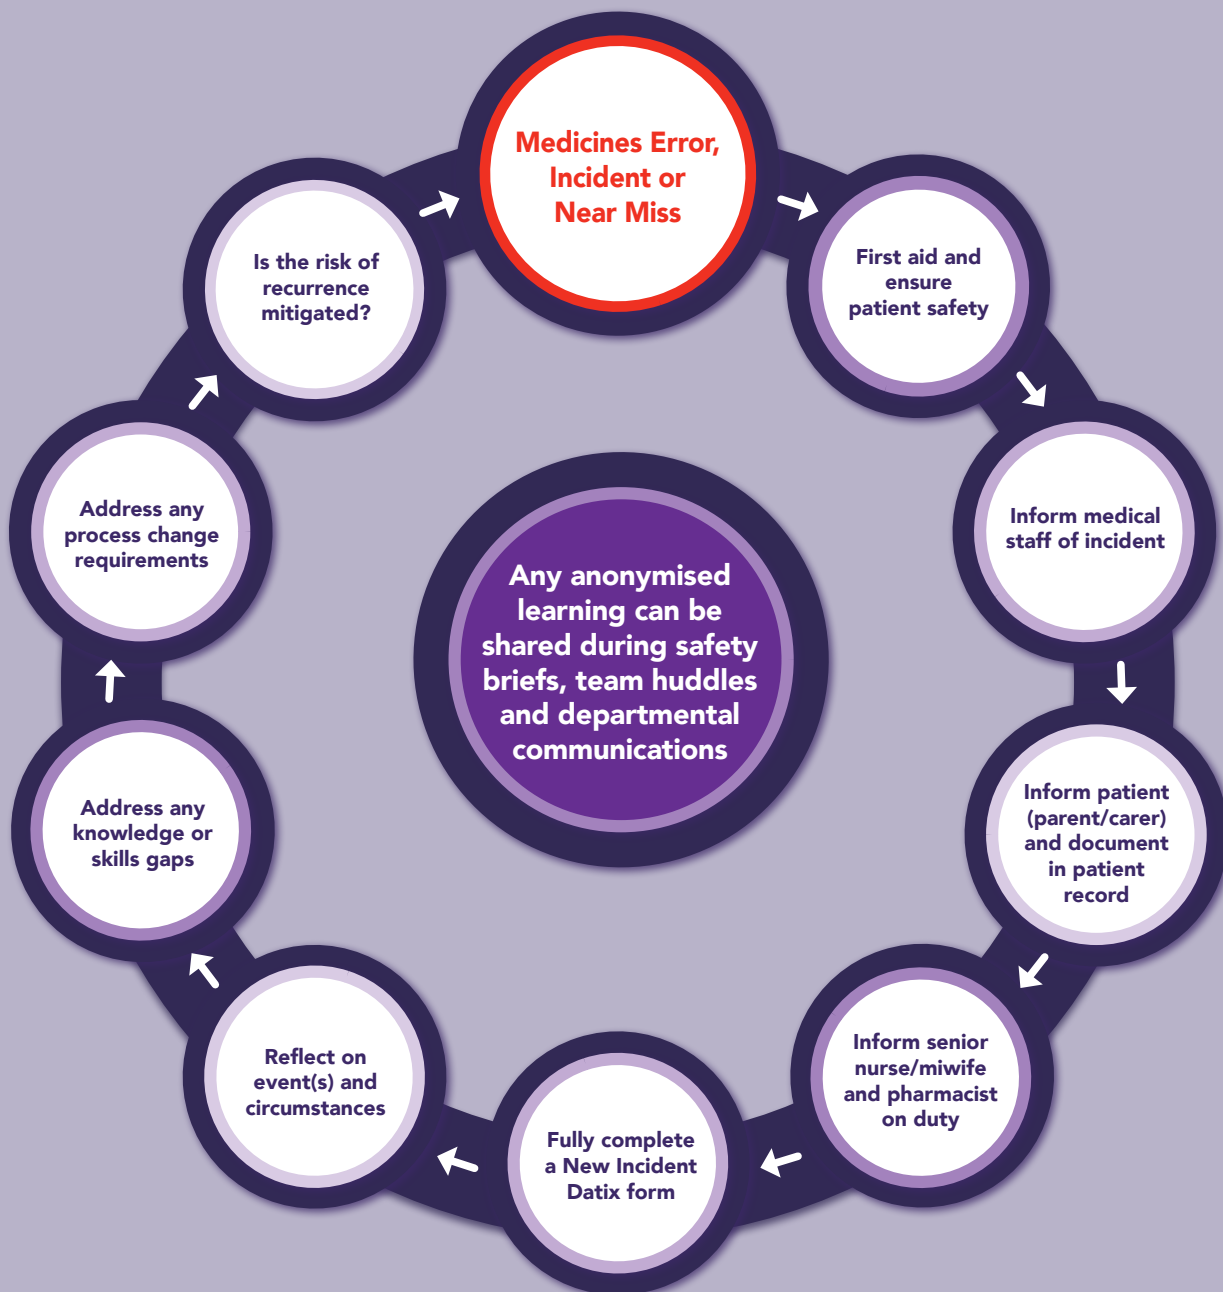 Medicines Error,
Incident or
Near Miss
First aid and
ensure
patient safety
Inform medical
staff of incident
Inform patient
(parent/carer)
and document
in patient
record
Inform senior
nurse/miwife
and pharmacist
on duty
Fully complete
a New Incident
Datix form
Reflect on
event(s) and
circumstances
Address any
knowledge or
skills gaps
Address any
process change
requirements
Is the risk of
recurrence
mitigated?
Any anonymised
learning can be
shared during safety
briefs, team huddles
and departmental
communications